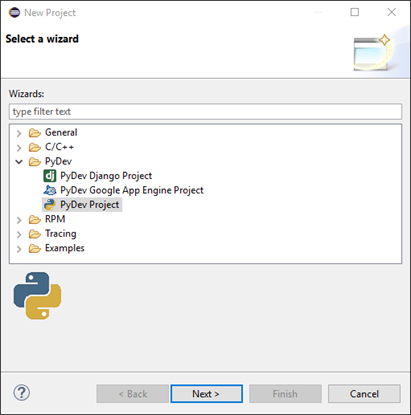 New Project
Select a wizard
Wizards:
type filter text
General
C/C++
PyDev
dj PyDev Django Project
PyDev Google App Engine Project
PyDev Project
RPM
Tracing
Examples
? < Back Next > Finish Cancel